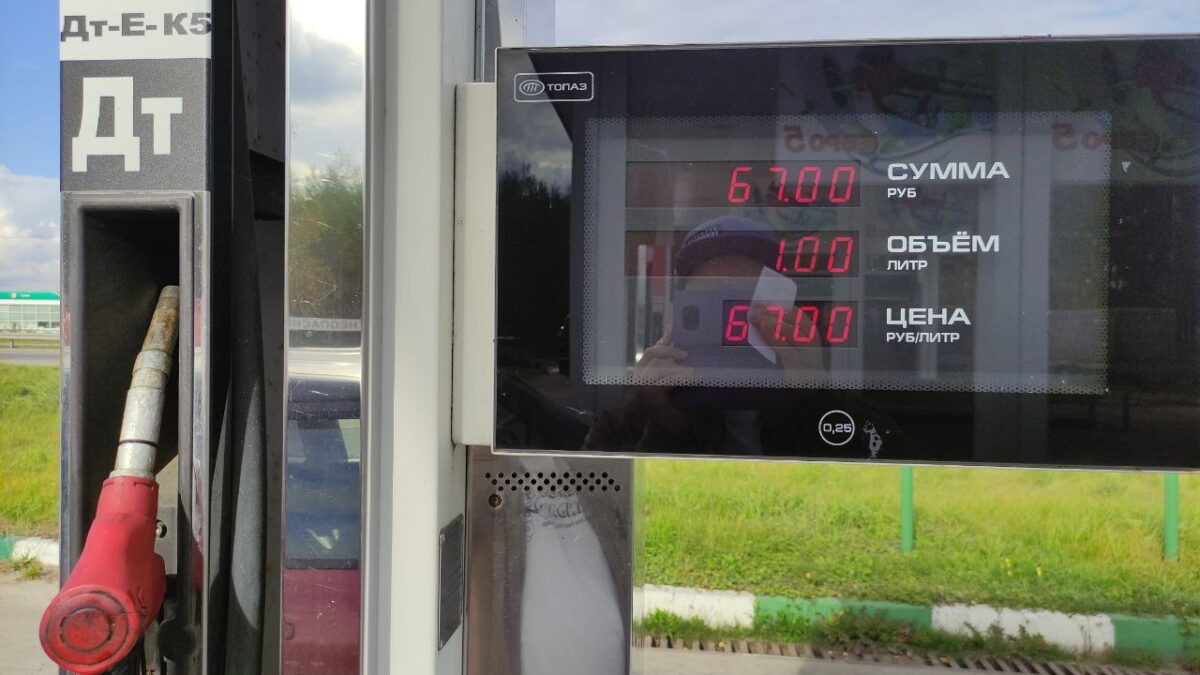 Дт-Е-К5
Дт
ТОПАЗ
67.00 СУММА
РУБ
1.00 ОБЪЁМ
ЛИТР
67.00 ЦЕНА
РУБ/ЛИТР
0,25
НЕОПАСН